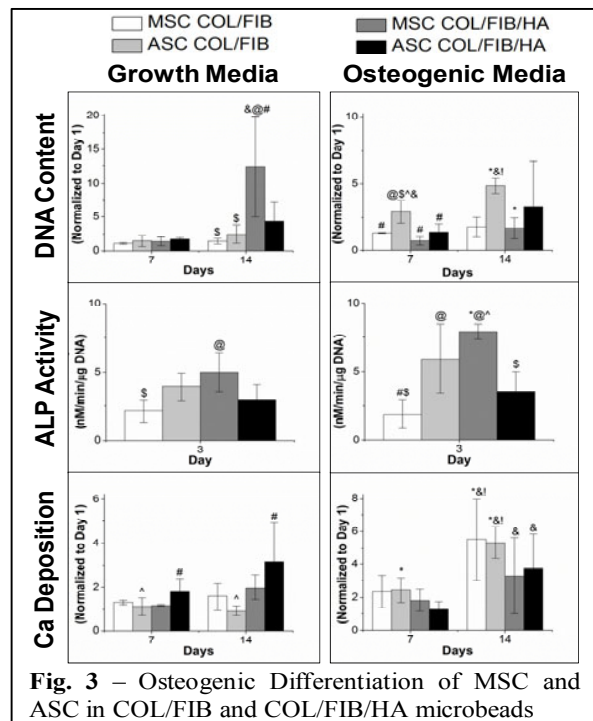 MSC COL/FIB
MSC COL/FIB/HA
ASC COL/FIB
ASC COL/FIB/HA
Growth Media
Osteogenic Media
DNA Content
(Normalized to Day 1)
20
15
10
5
0
$
$
&@#
7
14
Days
(Normalized to Day 1)
10
5
0
#
@$^&
#
#
*&!
*
7
14
Days
ALP Activity
(nM/min/µg DNA)
10
5
0
$
@
3
Day
(nM/min/µg DNA)
10
5
0
#$
@
*@^
$
3
Day
Ca Deposition
(Normalized to Day 1)
6
4
2
0
^
#
^
#
7
14
Days
(Normalized to Day 1)
8
6
4
2
0
*
*&!
*&!
&
&
7
14
Days
Fig. 3 – Osteogenic Differentiation of MSC and
ASC in COL/FIB and COL/FIB/HA microbeads